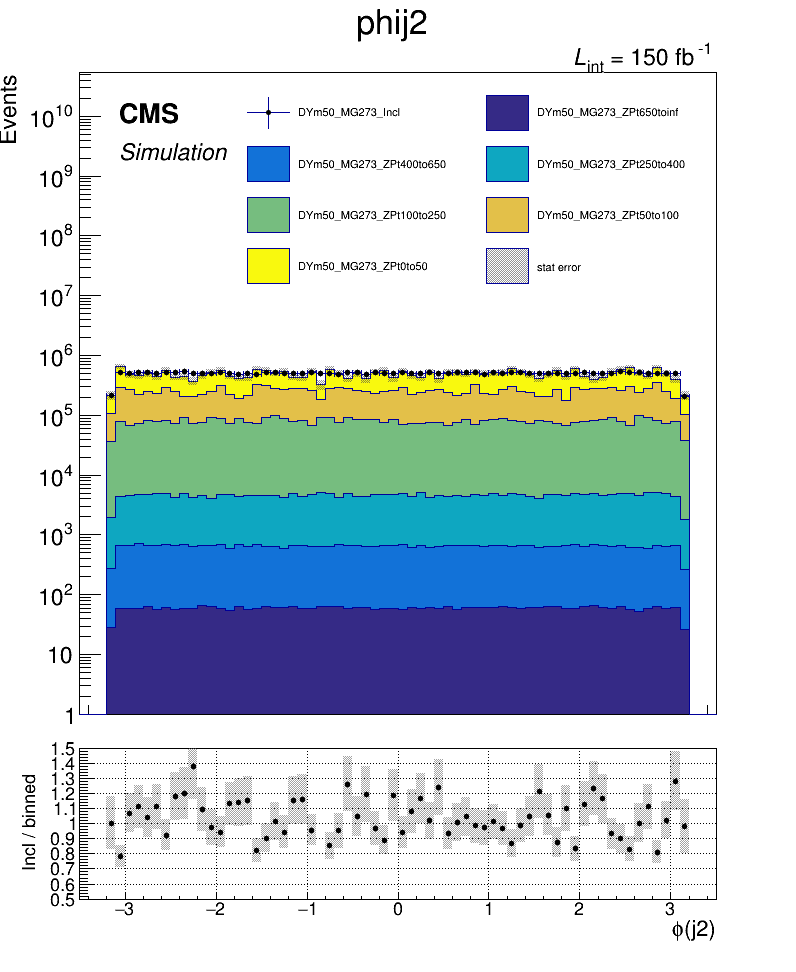 phij2
L_int = 150 fb^-1
Events
CMS
Simulation
DYm50_MG273_Incl
DYm50_MG273_ZPt650toinf
DYm50_MG273_ZPt400to650
DYm50_MG273_ZPt250to400
DYm50_MG273_ZPt100to250
DYm50_MG273_ZPt50to100
DYm50_MG273_ZPt0to50
stat error
10^10
10^9
10^8
10^7
10^6
10^5
10^4
10^3
10^2
10
1
Incl / binned
1.5
1.4
1.3
1.2
1.1
1
0.9
0.8
0.7
0.6
0.5
−3 −2 −1 0 1 2 3
ϕ(j2)